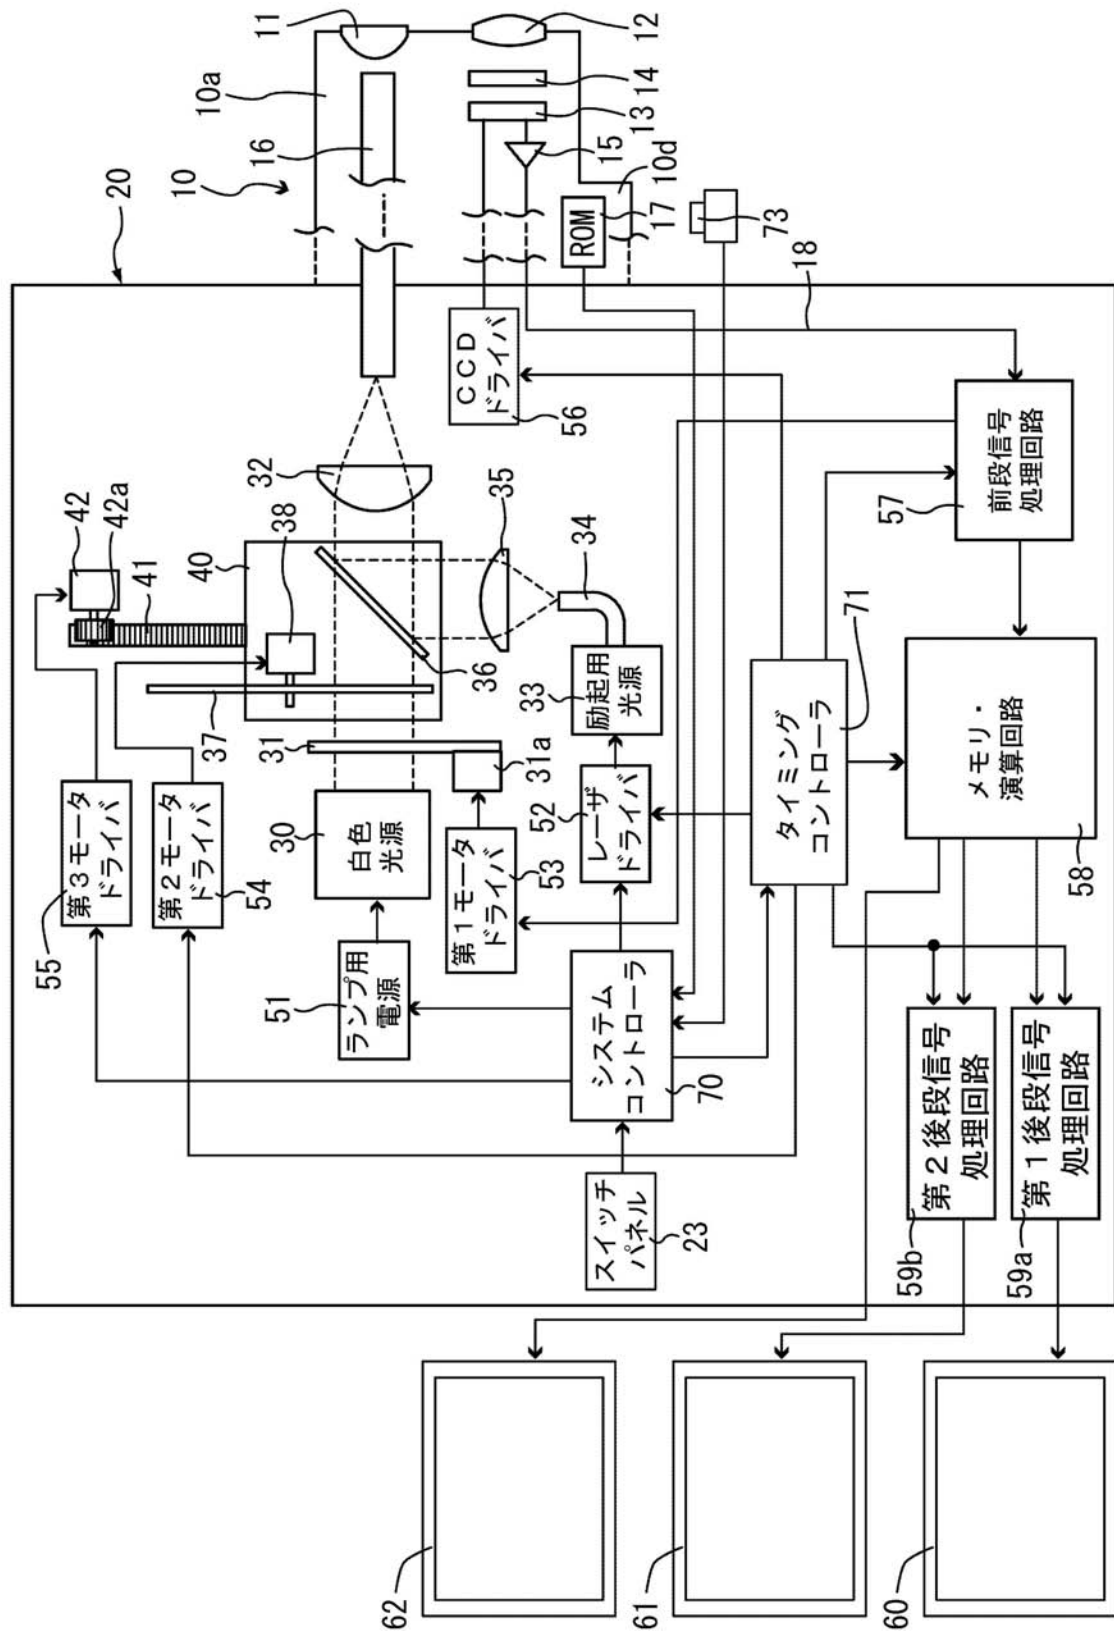 55
第3モータ
ドライバ
第2モータ
ドライバ
54
42
42a
41
37
38
40
20
10
10a
11
16
51
ランプ用
電源
30
白色
光源
31
31a
32
36
第1モータ
ドライバ
53
52
レーザ
ドライバ
33
励起用
光源
34
35
CCD
ドライバ
56
12
14
13
15
10d
ROM
17
73
18
スイッチ
パネル
23
システム
コントローラ
70
タイミング
コントローラ
71
57
前段信号
処理回路
メモリ・
演算回路
58
第2後段信号
処理回路
59b
第1後段信号
処理回路
59a
62
61
60